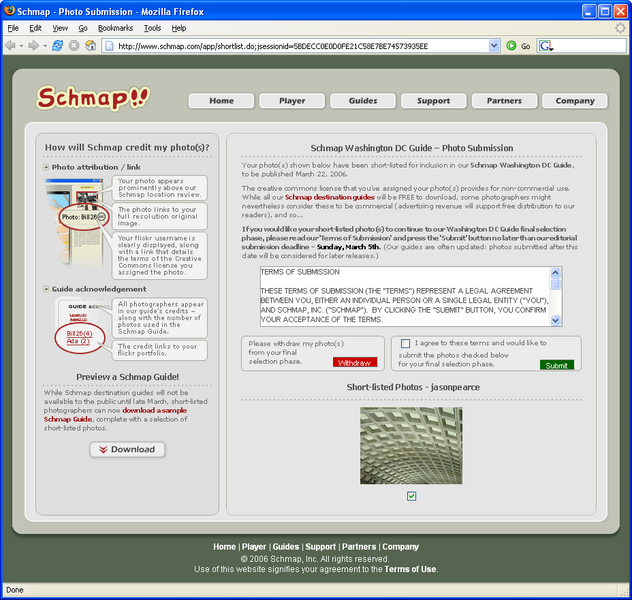 Schmap - Photo Submission - Mozilla Firefox
File Edit View Go Bookmarks Tools Help
http://www.schmap.com/app/shortlist.do;jsessionid=5BDECC0E0D0FE21C58E7BE74573935EE
Go
Schmap!!
Home Player Guides Support Partners Company
How will Schmap credit my photo(s)?
Photo attribution / link
Your photo appears
prominently above our
Schmap location review.
Photo: Bill26
The photo links to your
full resolution original
image.
Your flickr username is
clearly displayed, along
with a link that details
the terms of the Creative
Commons license you
assigned the photo.
Guide acknowledgement
GUIDE ACK
Bill26(4)
Ada (2)
All photographers appear
in our guide's credits -
along with the number of
photos used in the
Schmap Guide.
The credit links to your
flickr portfolio.
Preview a Schmap Guide!
While Schmap destination guides will not be
available to the public until late March, short-listed
photographers can now download a sample
Schmap Guide, complete with a selection of
short-listed photos.
Download
Schmap Washington DC Guide – Photo Submission
Your photo(s) shown below have been short-listed for inclusion in our Schmap Washington DC Guide,
to be published March 22, 2006.
The creative commons license that you've assigned your photo(s) provides for non-commercial use.
While all our Schmap destination guides will be FREE to download, some photographers might
nevertheless consider these to be commercial (advertising revenue will support free distribution to our
readers), and so...
If you would like your short-listed photo(s) to continue to our Washington DC Guide final selection
phase, please read our 'Terms of Submission' and press the 'Submit' button no later than our editorial
submission deadline – Sunday, March 5th. (Our guides are often updated: photos submitted after this
date will be considered for later releases.)
TERMS OF SUBMISSION
THESE TERMS OF SUBMISSION (THE "TERMS") REPRESENT A LEGAL AGREEMENT
BETWEEN YOU, EITHER AN INDIVIDUAL PERSON OR A SINGLE LEGAL ENTITY ("YOU"),
AND SCHMAP, INC. ("SCHMAP"). BY CLICKING THE "SUBMIT" BUTTON, YOU CONFIRM
YOUR ACCEPTANCE OF THE TERMS.
Please withdraw my photo(s)
from your final
selection phase.
Withdraw
I agree to these terms and would like to
submit the photos checked below
for your final selection phase.
Submit
Short-listed Photos - jasonpearce
Home | Player | Guides | Support | Partners | Company
© 2006 Schmap, Inc. All rights reserved.
Use of this website signifies your agreement to the Terms of Use.
Done